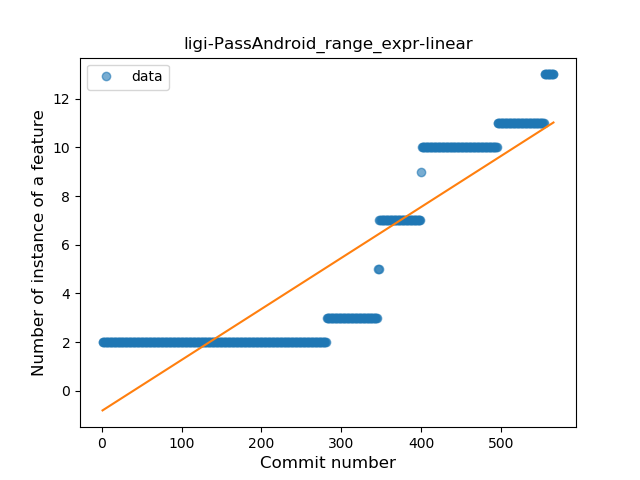 ligi-PassAndroid_range_expr-linear
data
Number of instance of a feature
12
10
8
6
4
2
0
0 100 200 300 400 500
Commit number